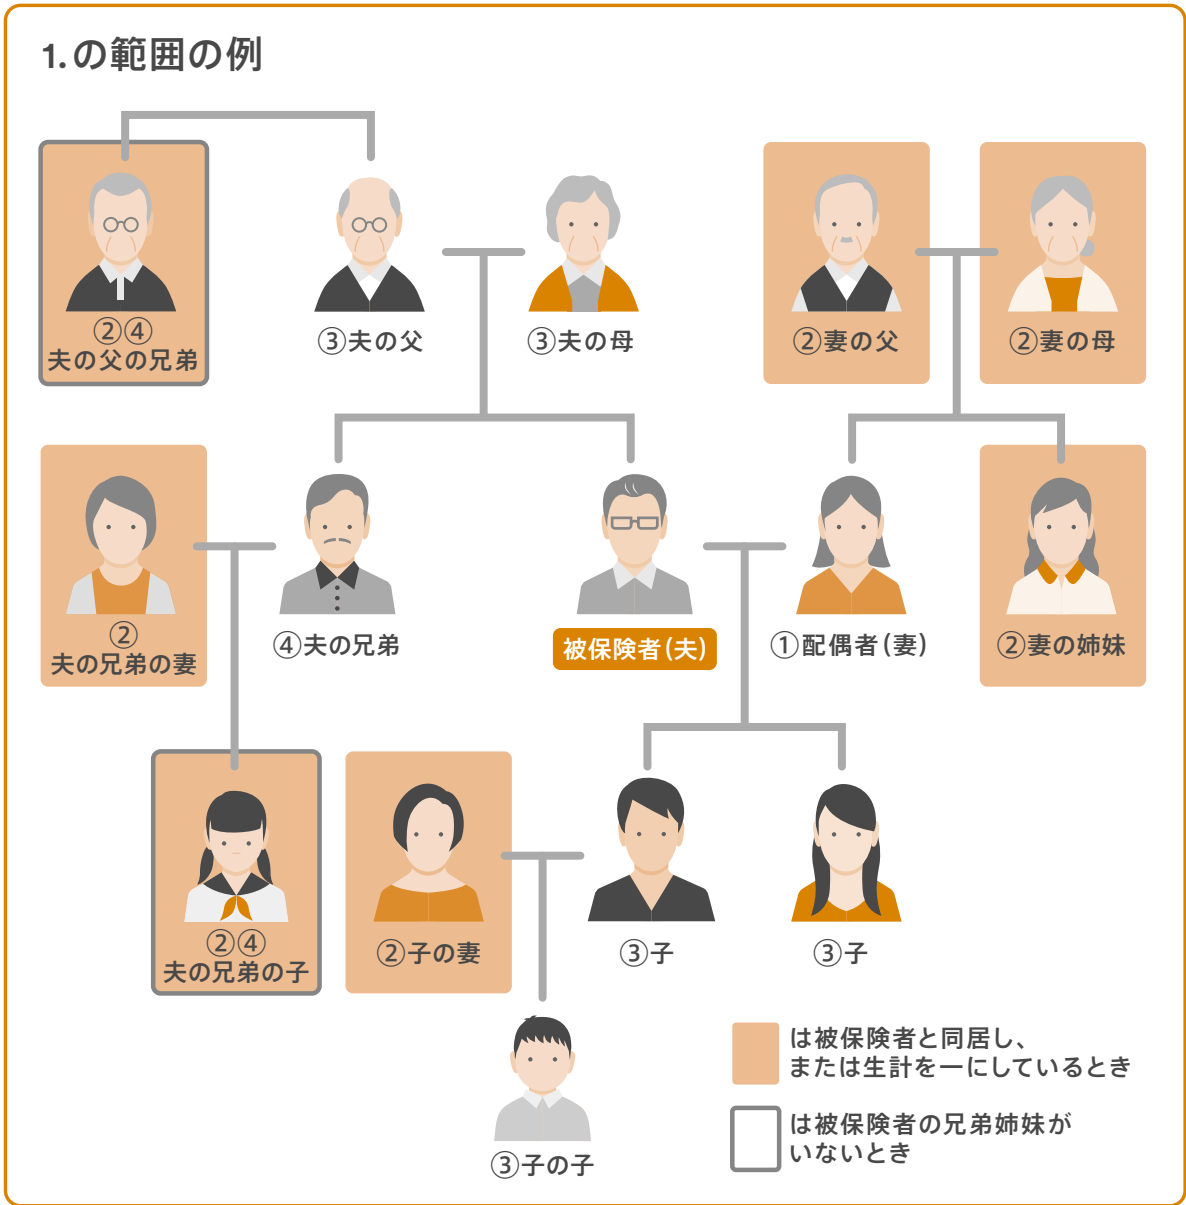 1.の範囲の例
②④
夫の父の兄弟
③夫の父
③夫の母
②妻の父
②妻の母
②
夫の兄弟の妻
④夫の兄弟
被保険者(夫)
①配偶者(妻)
②妻の姉妹
②④
夫の兄弟の子
②子の妻
③子
③子
③子の子
は被保険者と同居し、
または生計を一にしているとき
は被保険者の兄弟姉妹が
いないとき